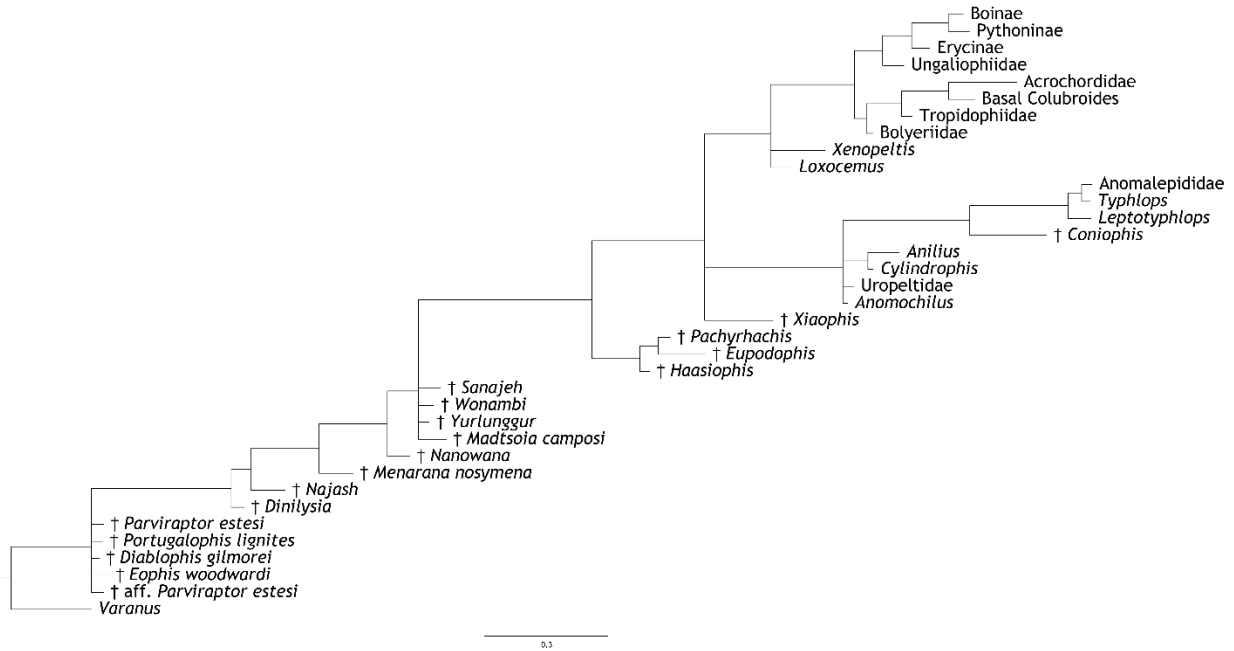 Boinae
Pythoninae
Erycinae
Ungaliophiidae
Acrochordidae
Basal Colubroides
Tropidophiidae
Bolyeriidae
Xenopeltis
Loxocemus
Anomalepididae
Typhlops
Leptotyphlops
† Coniophis
Anilius
Cylindrophis
Uropeltidae
Anomochilus
† Xiaophis
† Pachyrhachis
† Eupodophis
† Haasiophis
† Sanajeh
† Wonambi
† Yurlunggur
† Madtsoia camposi
† Nanowana
† Menarana nosymena
† Najash
† Dinilysia
† Parviraptor estesi
† Portugalophis lignites
† Diablophis gilmorei
† Eophis woodwardi
† aff. Parviraptor estesi
Varanus
0.3